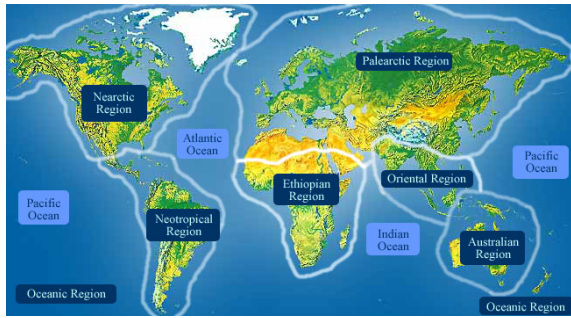 Palearctic Region
Nearctic
Region
Atlantic
Ocean
Pacific
Ocean
Oriental Region
Ethiopian
Region
Pacific
Ocean
Neotropical
Region
Indian
Ocean
Australian
Region
Oceanic Region
Oceanic Region